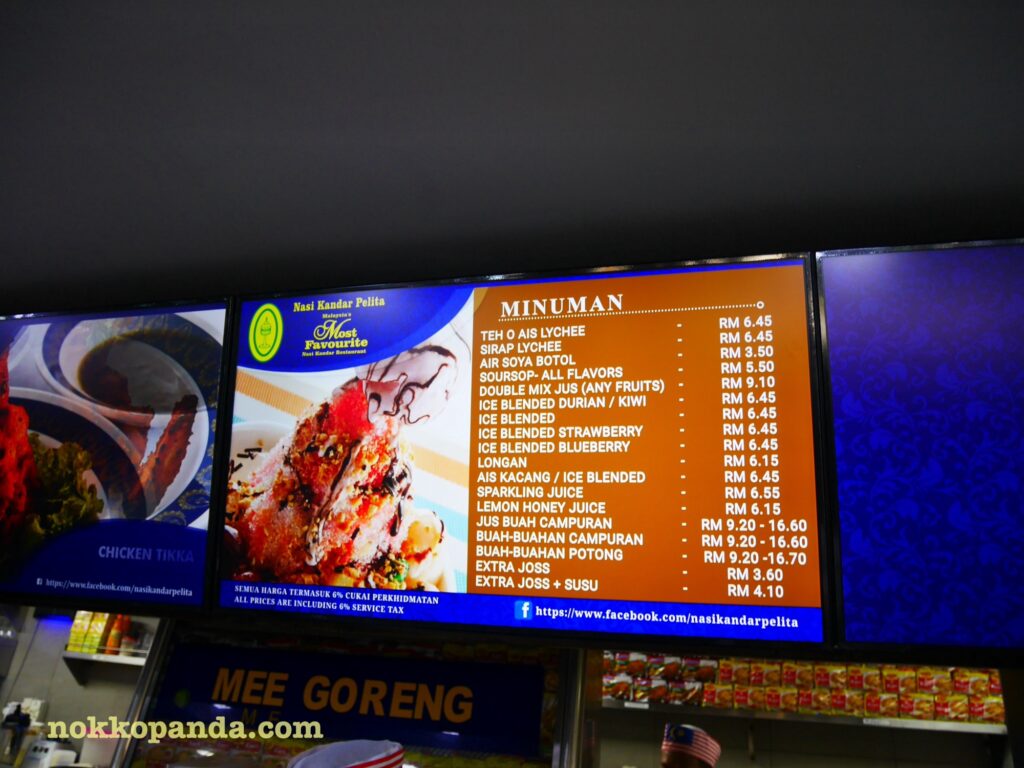 Nasi Kandar Pelita
Malaysia's
Most
Favourite
Nasi Kandar Restaurant
MINUMAN
TEH O AIS LYCHEE - RM 6.45
SIRAP LYCHEE RM 6.45
AIR SOYA BOTOL - RM 3.50
SOURSOP- ALL FLAVORS - RM 5.50
DOUBLE MIX JUS (ANY FRUITS) - RM 9.10
ICE BLENDED DURIAN / KIWI - RM 6.45
ICE BLENDED - RM 6.45
ICE BLENDED STRAWBERRY - RM 6.45
ICE BLENDED BLUEBERRY - RM 6.45
LONGAN - RM 6.15
AIS KACANG / ICE BLENDED - RM 6.45
SPARKLING JUICE - RM 6.55
LEMON HONEY JUICE - RM 6.15
JUS BUAH CAMPURAN - RM 9.20 - 16.60
BUAH-BUAHAN CAMPURAN - RM 9.20 - 16.60
BUAH-BUAHAN POTONG - RM 9.20 -16.70
EXTRA JOSS - RM 3.60
EXTRA JOSS + SUSU - RM 4.10
SEMUA HARGA TERMASUK 6% CUKAI PERKHIDMATAN
ALL PRICES ARE INCLUDING 6% SERVICE TAX
https://www.facebook.com/nasikandarpelita
CHICKEN TIKKA
https://www.facebook.com/nasikandarpelita
MEE GORENG
nokkopanda.com